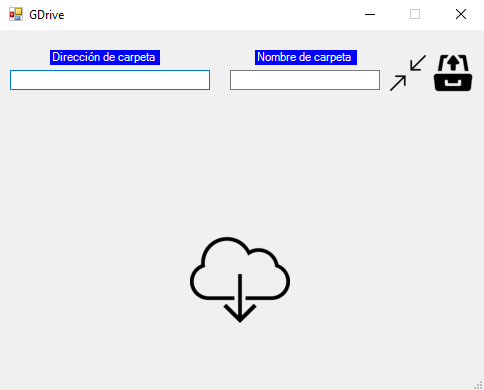 GDrive
Dirección de carpeta
Nombre de carpeta